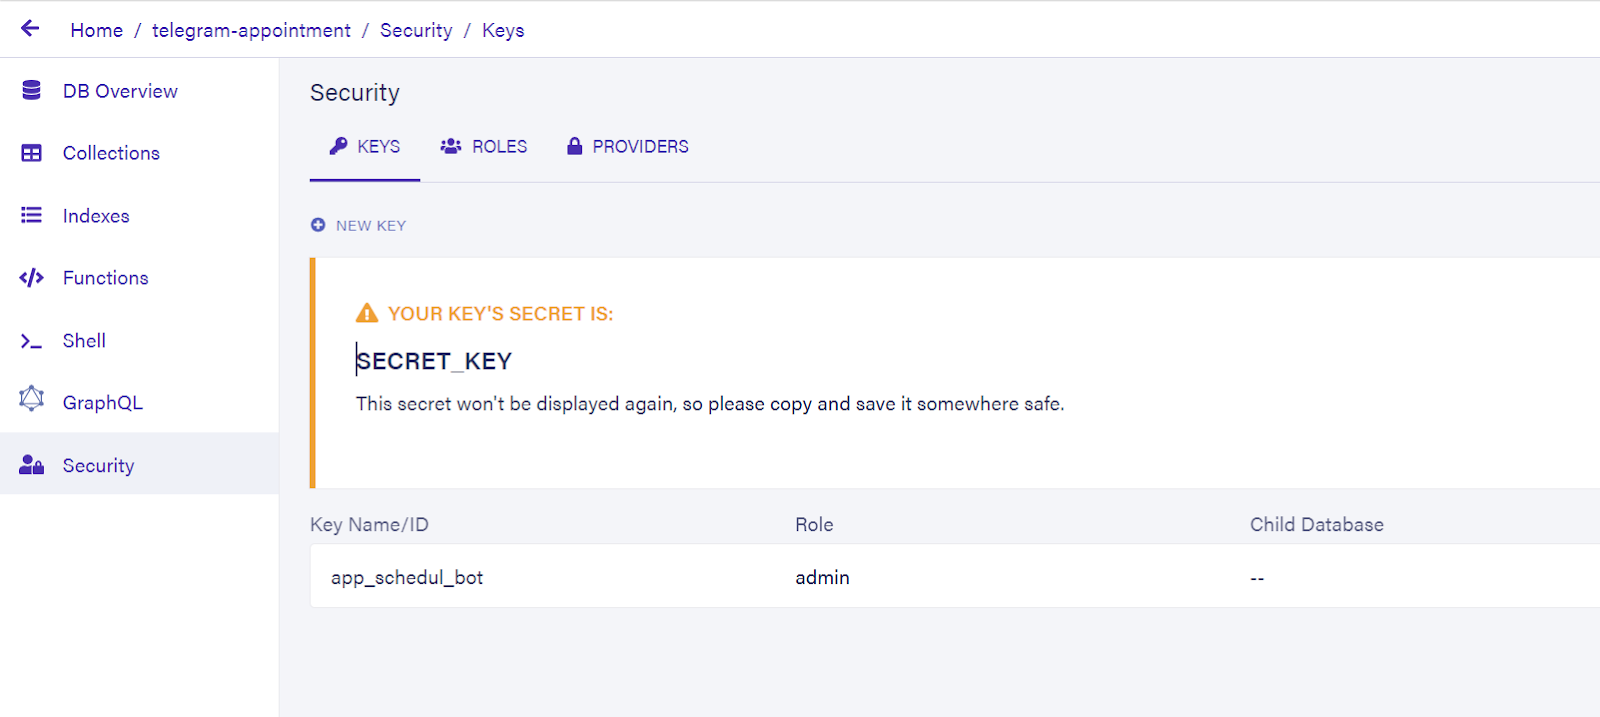 Home / telegram-appointment / Security / Keys
DB Overview
Collections
Indexes
Functions
Shell
GraphQL
Security
Security
KEYS ROLES PROVIDERS
NEW KEY
YOUR KEY'S SECRET IS:
SECRET_KEY
This secret won't be displayed again, so please copy and save it somewhere safe.
Key Name/ID Role Child Database
app_schedul_bot admin --